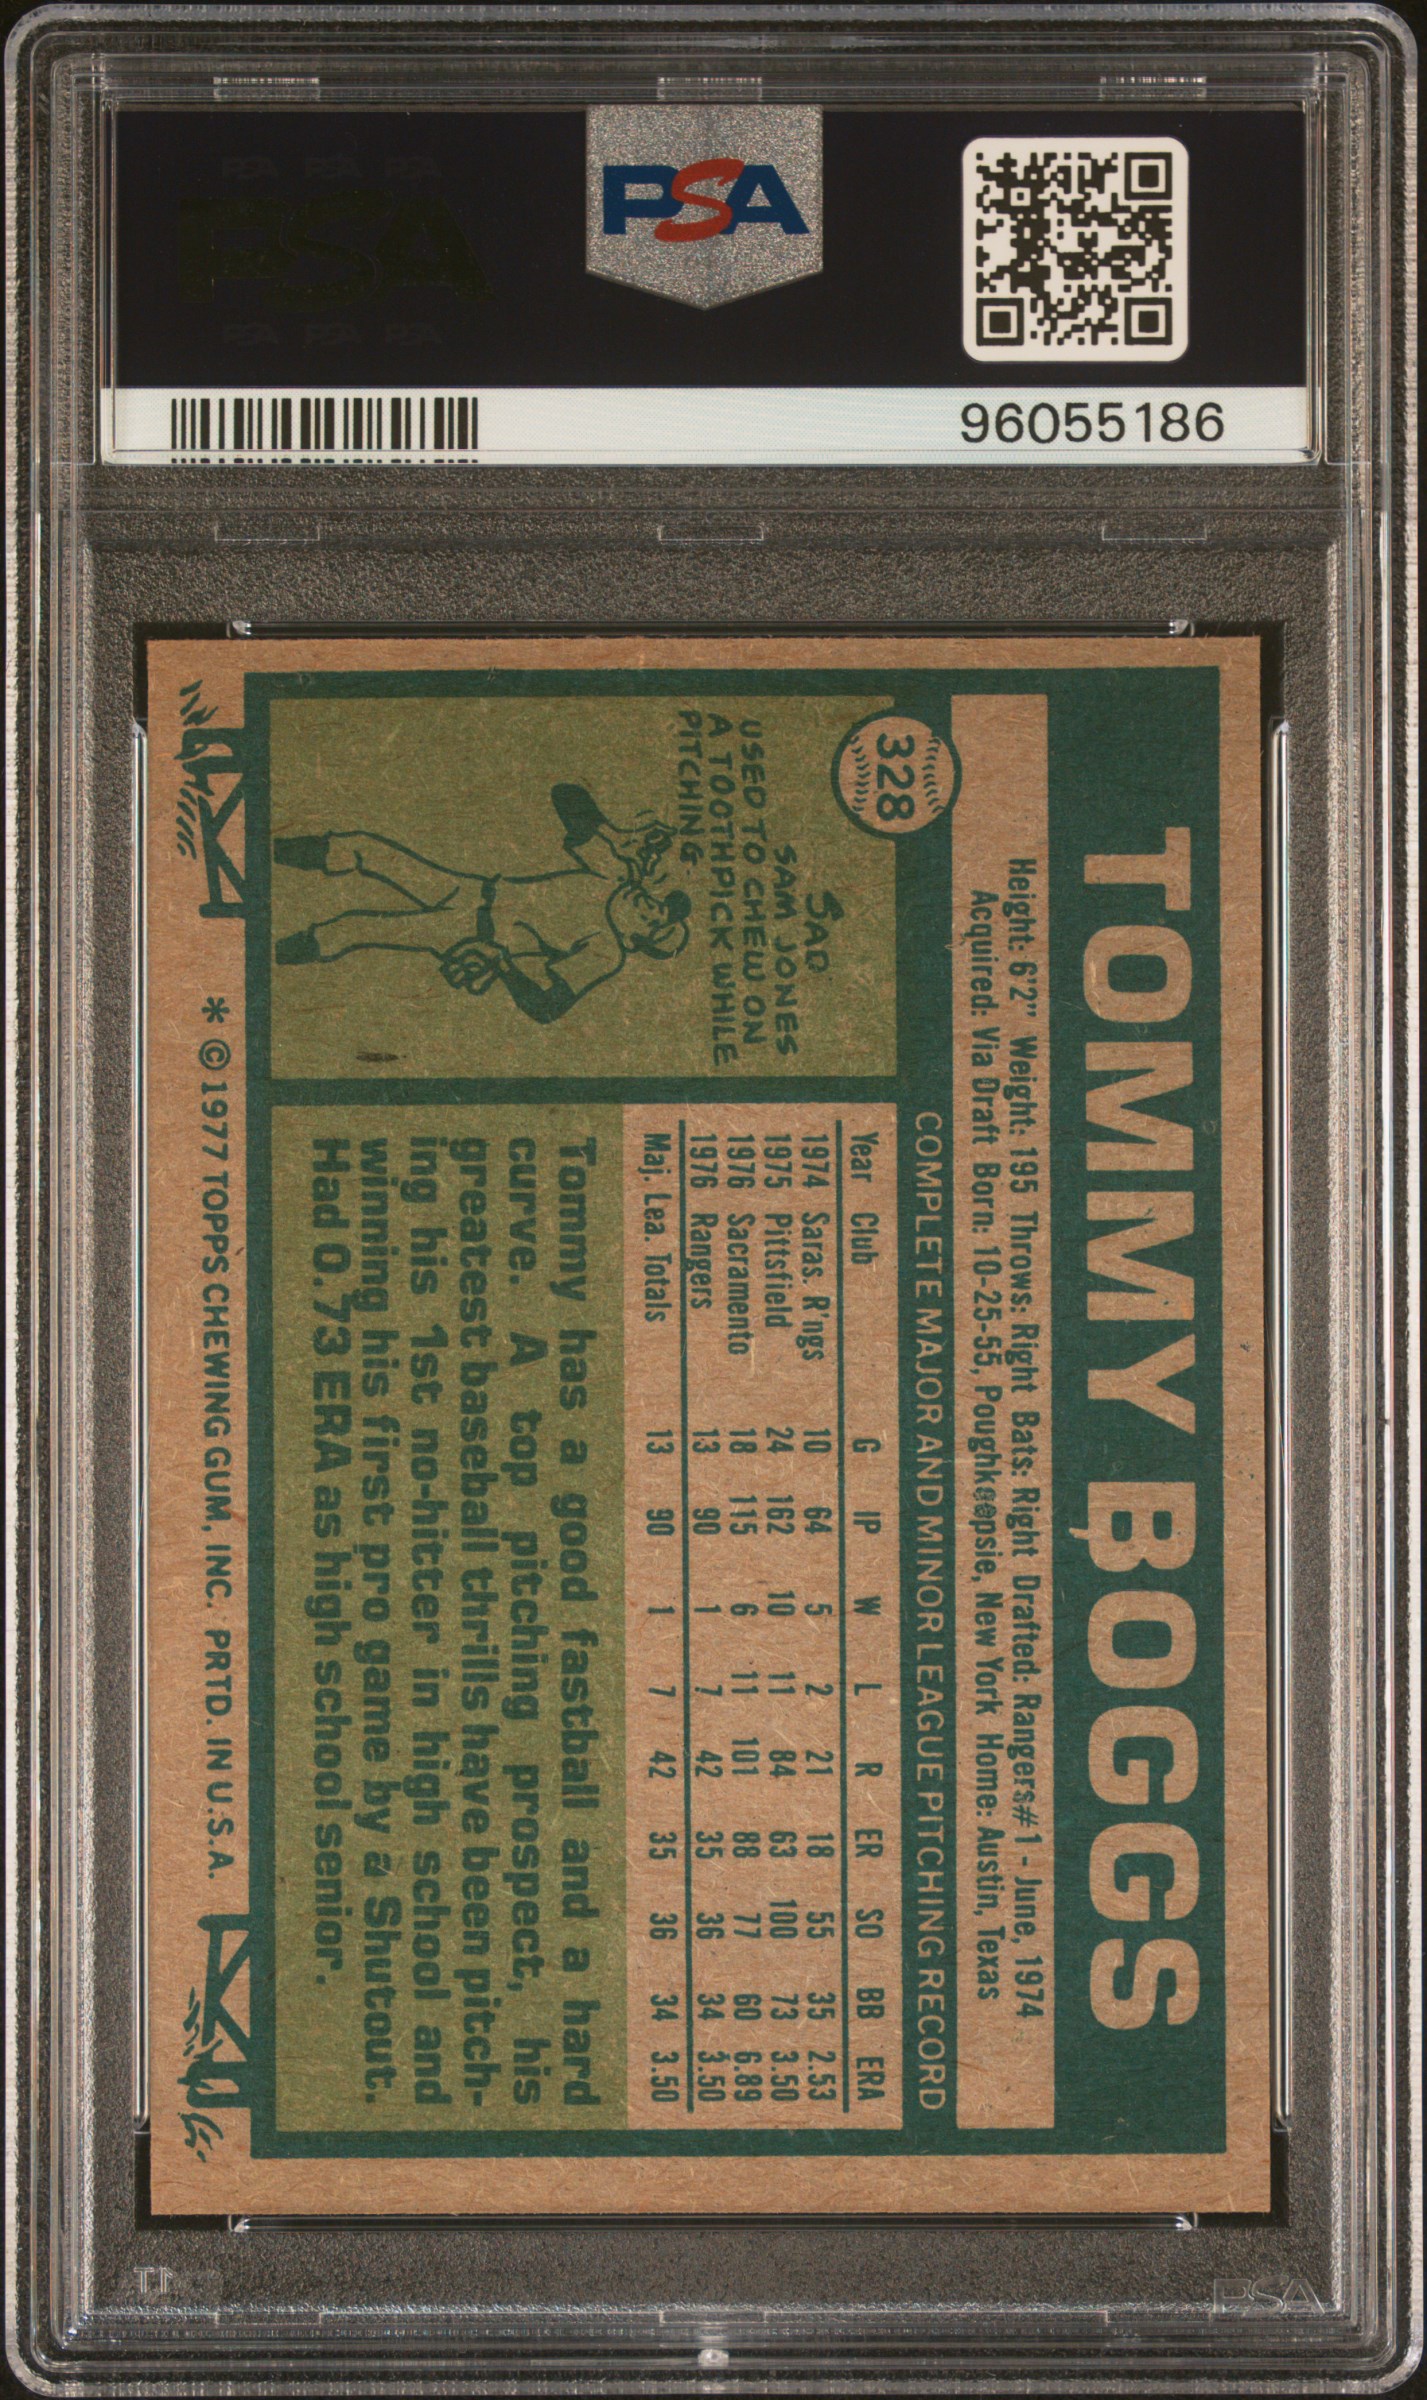 PSA PSA PSA
PSA
PSA PSA PSA
PSA
96055186
TOMMY BOGGS
Height: 6'2" Weight: 195 Throws: Right Bats: Right Drafted: Rangers#1 - June, 1974
Acquired: Via Draft Born: 10-25-55, Poughkeepsie, New York Home: Austin, Texas
328
COMPLETE MAJOR AND MINOR LEAGUE PITCHING RECORD
SAD
SAM JONES
USED TO CHEW ON
A TOOTHPICK WHILE
PITCHING.
Year Club G IP W L R ER SO BB ERA
1974 Saras. R'ngs 10 64 5 2 21 18 55 35 2.53
1975 Pittsfield 24 162 10 11 84 63 100 73 3.50
1976 Sacramento 18 115 6 11 101 88 77 60 6.89
1976 Rangers 13 90 1 7 42 35 36 34 3.50
Maj. Lea. Totals 13 90 1 7 42 35 36 34 3.50
Tommy has a good fastball and a hard
curve. A top pitching prospect, his
greatest baseball thrills have been pitch-
ing his 1st no-hitter in high school and
winning his first pro game by a Shutout.
Had 0.73 ERA as high school senior.
* ©1977 TOPPS CHEWING GUM, INC. PRTD. IN U.S.A.
PSA